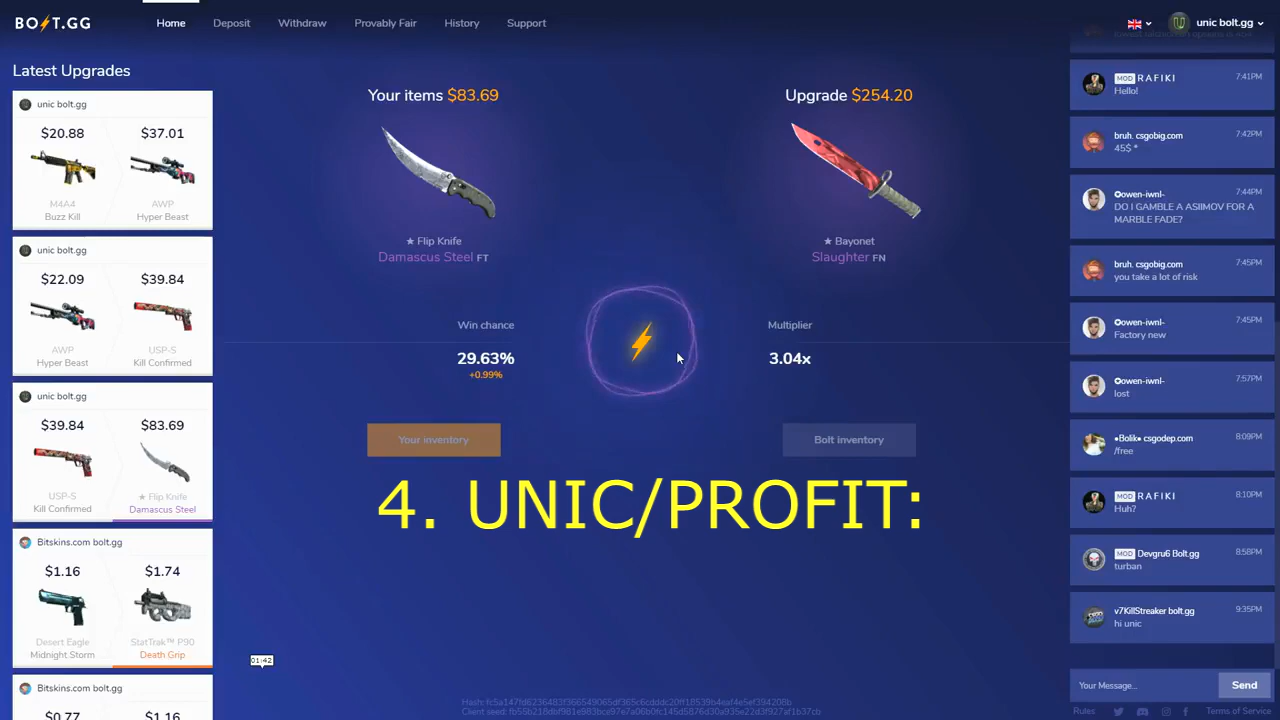 BOLT.GG
Home
Deposit
Withdraw
Provably Fair
History
Support
unic bolt.gg
Latest Upgrades
unic bolt.gg
$20.88
$37.01
M4A4
Buzz Kill
AWP
Hyper Beast
unic bolt.gg
$22.09
$39.84
AWP
Hyper Beast
USP-S
Kill Confirmed
unic bolt.gg
$39.84
$83.69
USP-S
Kill Confirmed
★ Flip Knife
Damascus Steel
Bitskins.com bolt.gg
$1.16
$1.74
Desert Eagle
Midnight Storm
StatTrak™ P90
Death Grip
Bitskins.com bolt.gg
$0.77
$1.16
Your items $83.69
★ Flip Knife
Damascus Steel FT
Upgrade $254.20
★ Bayonet
Slaughter FN
Win chance
29.63%
+0.99%
Multiplier
3.04x
Your inventory
Bolt inventory
4. UNIC/PROFIT:
01:42
MOD RAFIKI
7:41PM
Hello!
bruh. csgobig.com
7:42PM
45$ *
✪owen-iwnl-
7:44PM
DO I GAMBLE A ASIIMOV FOR A
MARBLE FADE?
bruh. csgobig.com
7:45PM
you take a lot of risk
✪owen-iwnl-
7:45PM
Factory new
✪owen-iwnl-
7:57PM
lost
•Bolik• csgodep.com
8:09PM
/free
MOD RAFIKI
8:10PM
Huh?
MOD Devgru6 Bolt.gg
8:58PM
turban
v7KillStreaker bolt.gg
9:35PM
hi unic
Your Message...
Send
Rules
Terms of Service